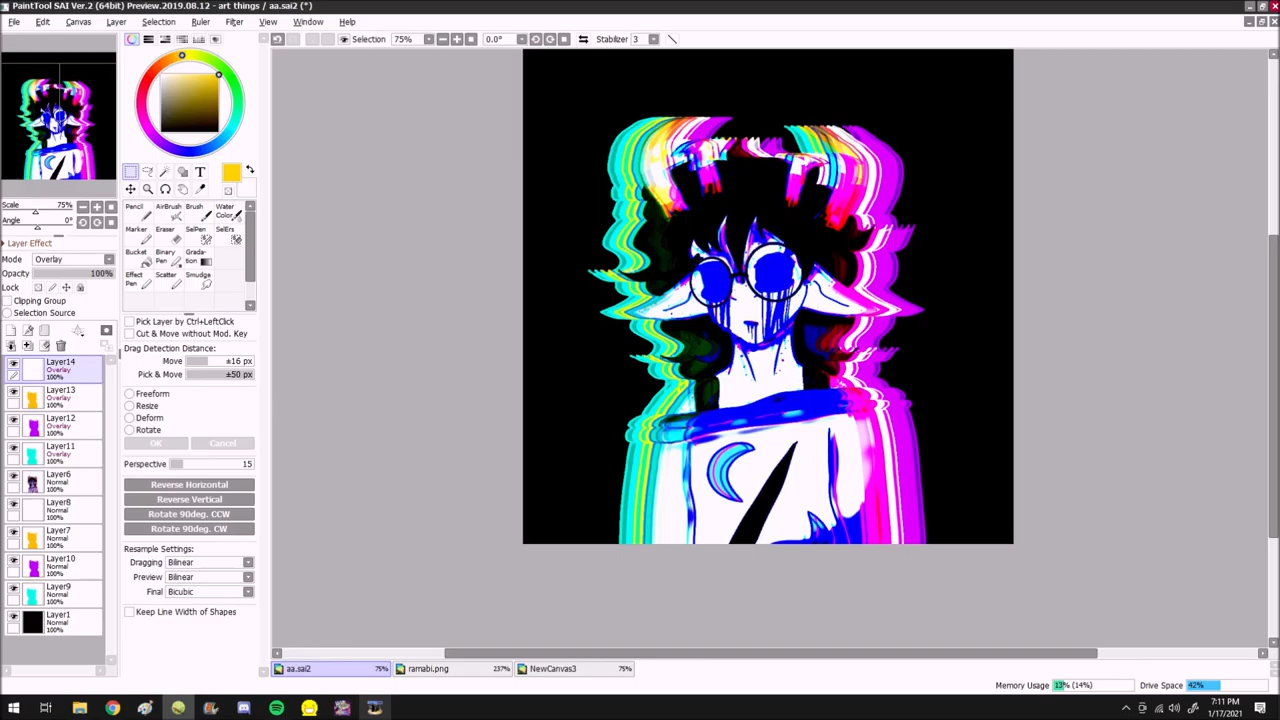 PaintTool SAI Ver.2 (64bit) Preview.2019.08.12 - art things / aa.sai2 (*)
File Edit Canvas Layer Selection Ruler Filter View Window Help
Selection 75% 0.0° Stabilizer 3
Scale 75%
Angle 0°
Layer Effect
Mode Overlay
Opacity 100%
Lock
Clipping Group
Selection Source
Layer14
Overlay
100%
Layer13
Overlay
100%
Layer12
Overlay
100%
Layer11
Overlay
100%
Layer6
Normal
100%
Layer8
Normal
100%
Layer7
Normal
100%
Layer10
Normal
100%
Layer9
Normal
100%
Layer1
Normal
100%
T
Pencil AirBrush Brush Water Color
Marker Eraser SelPen SelErs
Bucket Binary Pen Grada-tion
Effect Pen Scatter Smudge
Pick Layer by Ctrl+LeftClick
Cut & Move without Mod. Key
Drag Detection Distance:
Move ±16 px
Pick & Move ±50 px
Freeform
Resize
Deform
Rotate
OK Cancel
Perspective 15
Reverse Horizontal
Reverse Vertical
Rotate 90deg. CCW
Rotate 90deg. CW
Resample Settings:
Dragging Bilinear
Preview Bilinear
Final Bicubic
Keep Line Width of Shapes
aa.sai2 75% ramabi.png 237% NewCanvas3 75%
Memory Usage 13% (14%) Drive Space 42%
7:11 PM
1/17/2021